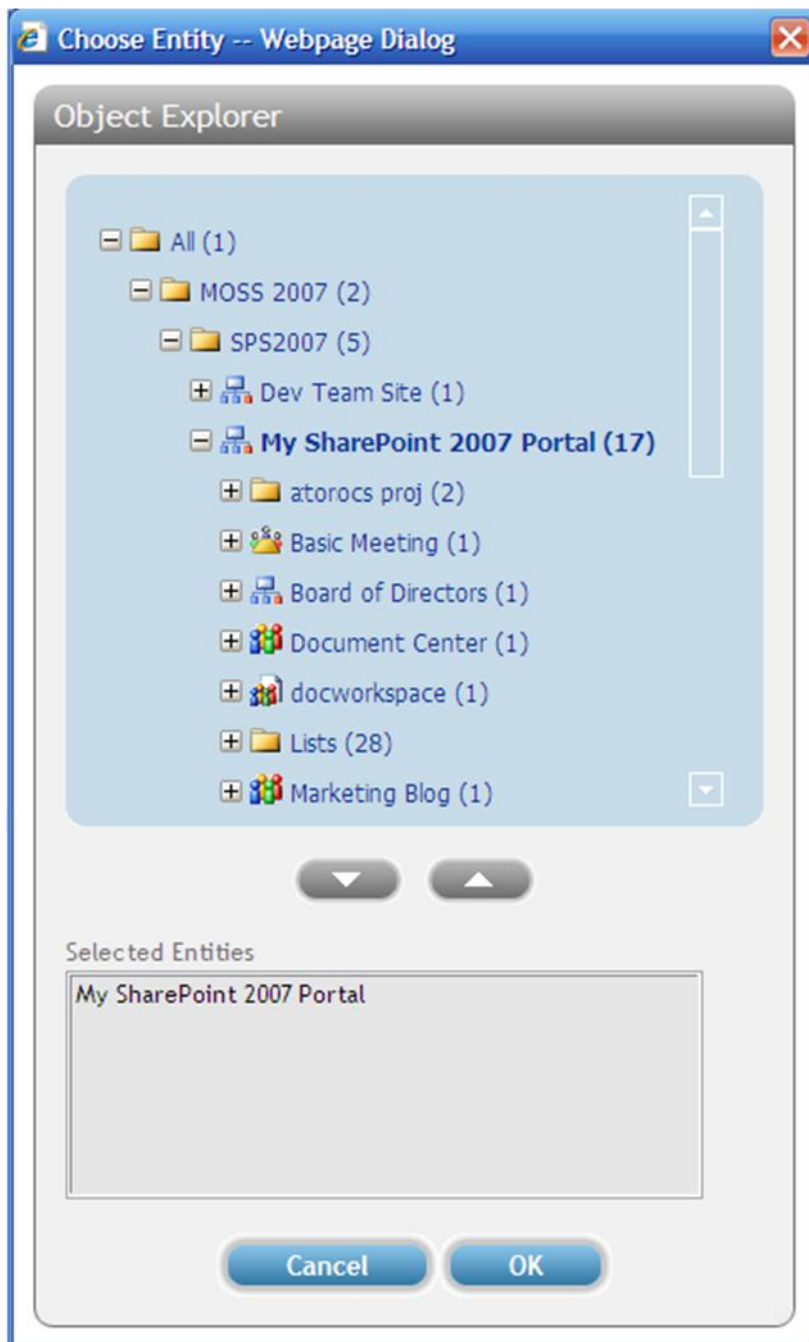 Choose Entity -- Webpage Dialog
Object Explorer
All (1)
MOSS 2007 (2)
SPS2007 (5)
Dev Team Site (1)
My SharePoint 2007 Portal (17)
atorocs proj (2)
Basic Meeting (1)
Board of Directors (1)
Document Center (1)
docworkspace (1)
Lists (28)
Marketing Blog (1)
Selected Entities
My SharePoint 2007 Portal
Cancel OK